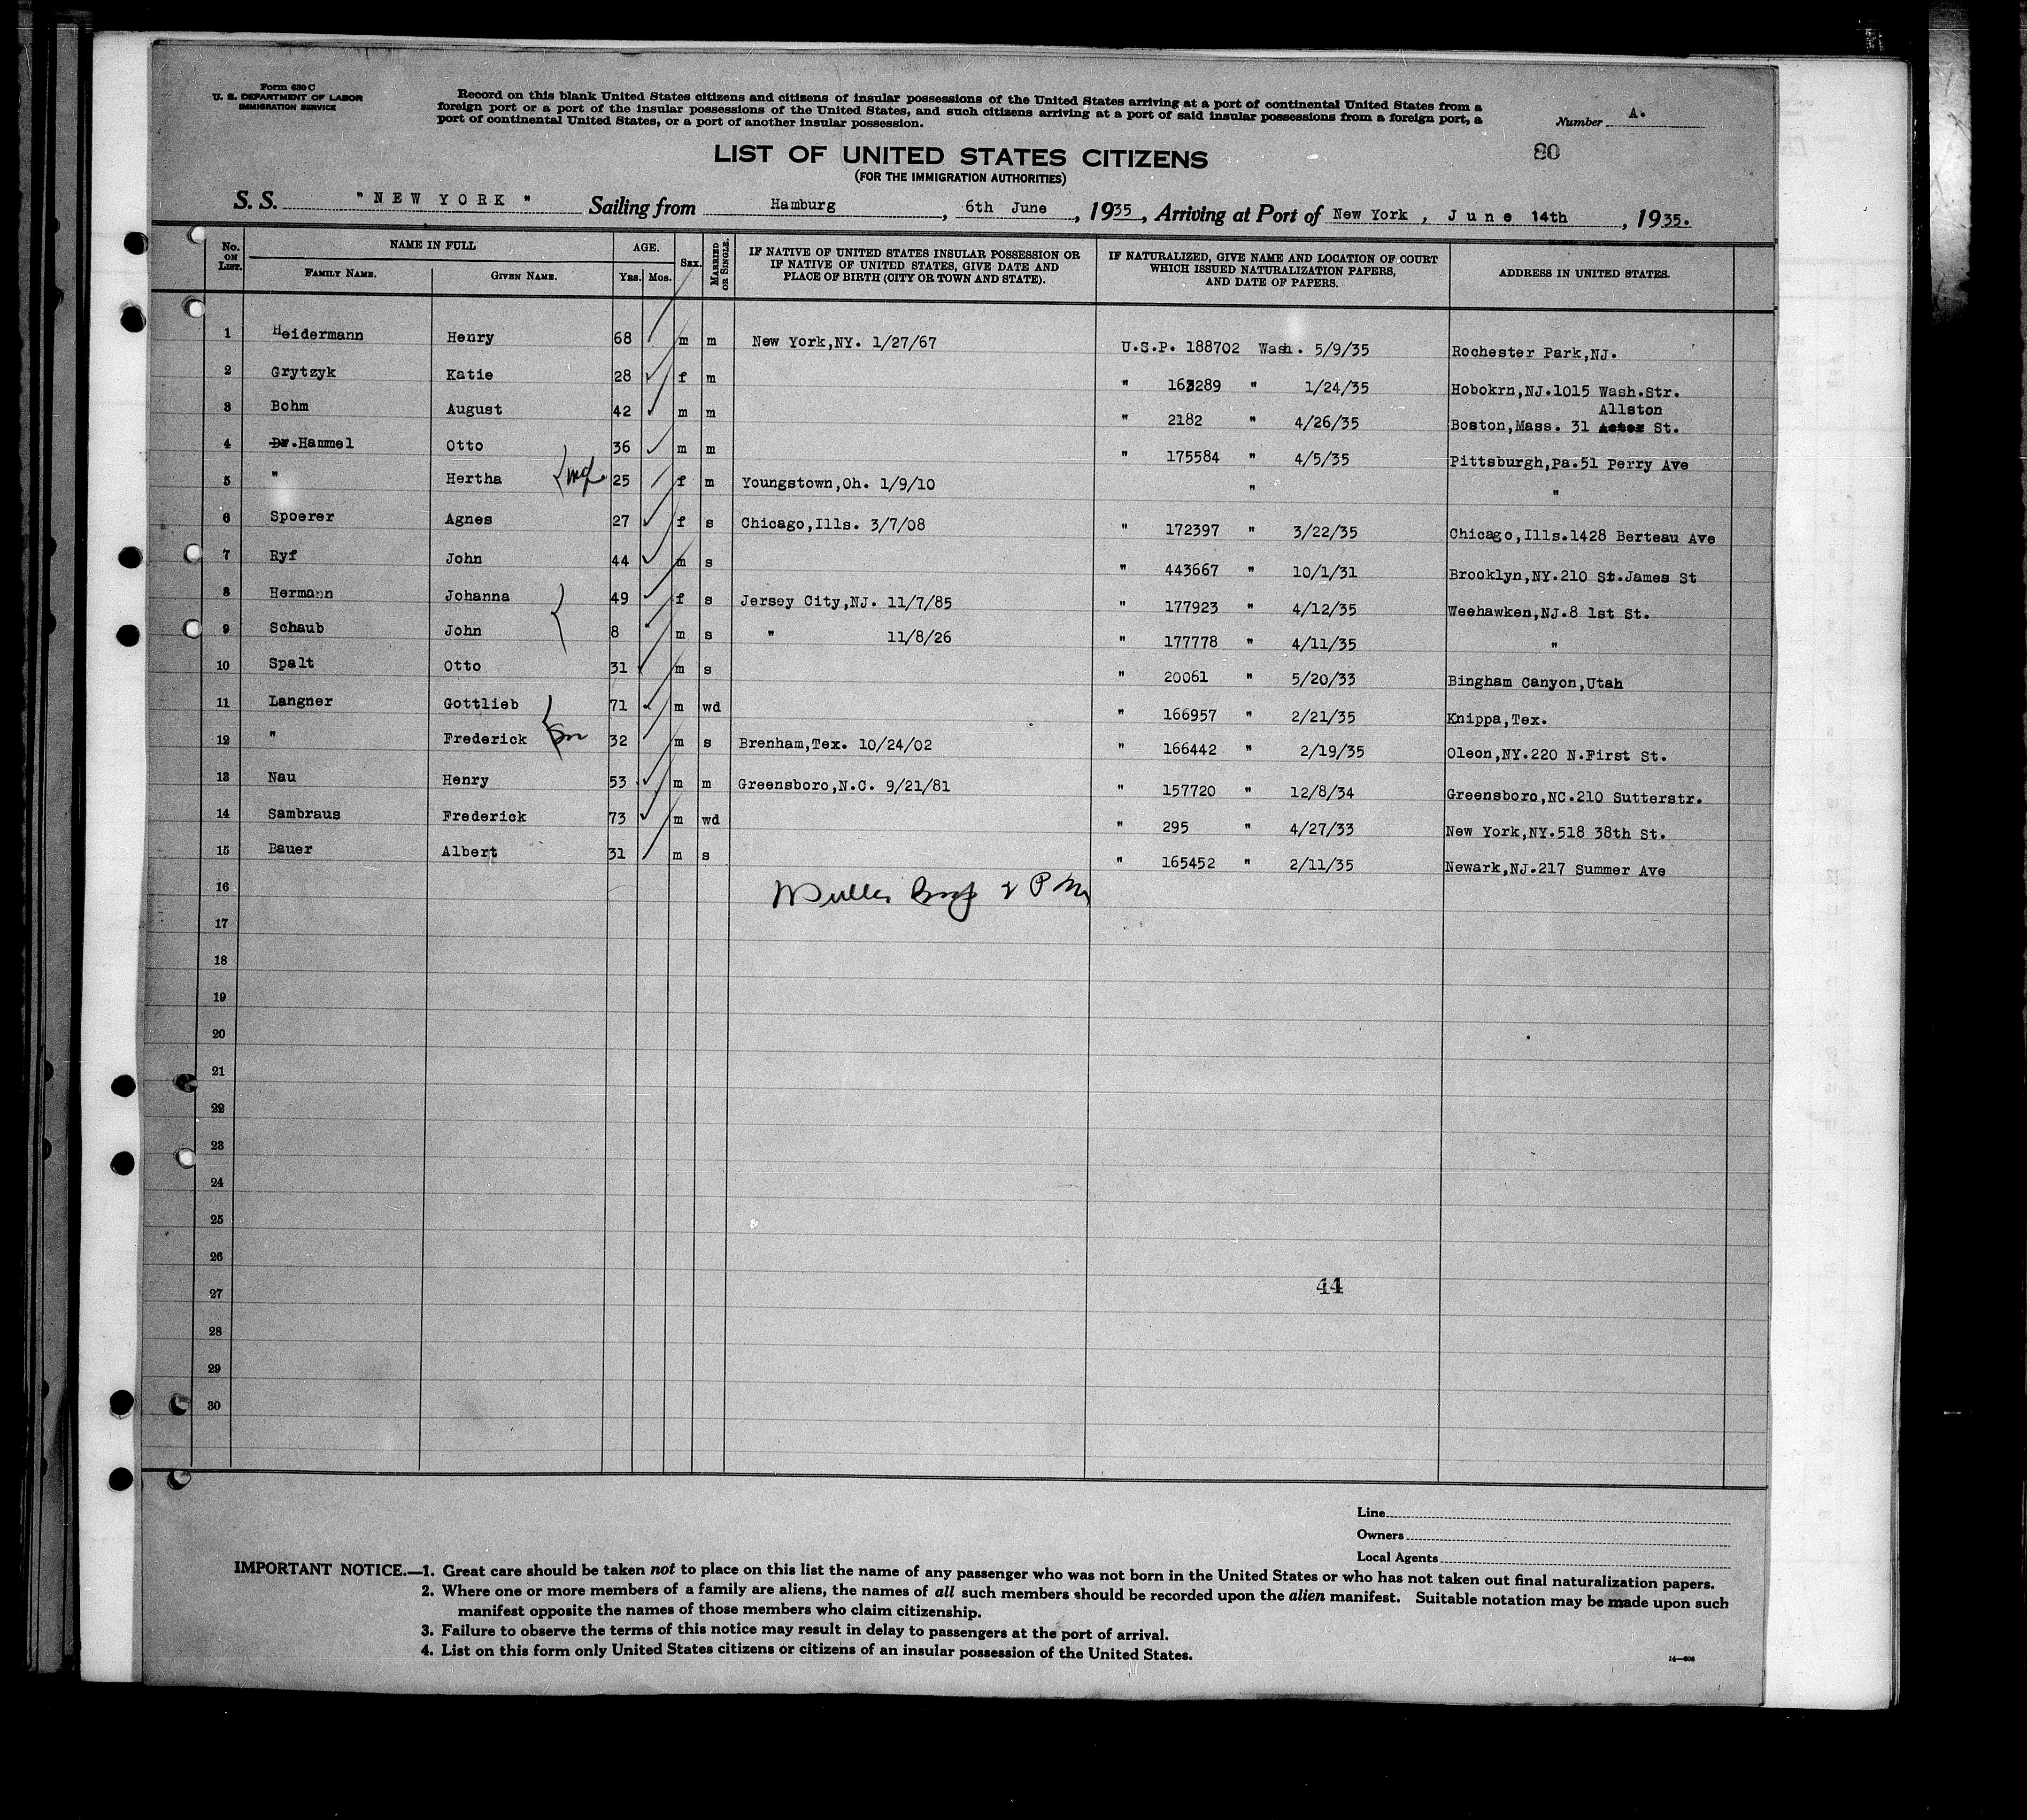 Form 630 C
U. S. DEPARTMENT OF LABOR
IMMIGRATION SERVICE
Record on this blank United States citizens and citizens of insular possessions of the United States arriving at a port of continental United States from a
foreign port or a port of the insular possessions of the United States, and such citizens arriving at a port of said insular possessions from a foreign port, a
port of continental United States, or a port of another insular possession.
Number A.
80
LIST OF UNITED STATES CITIZENS
(FOR THE IMMIGRATION AUTHORITIES)
S. S. "NEW YORK" Sailing from Hamburg, 6th June, 1935, Arriving at Port of New York, June 14th, 1935.
No. ON LIST. NAME IN FULL FAMILY NAME. GIVEN NAME. AGE. YRS. MOS. SEX. MARRIED OR SINGLE. IF NATIVE OF UNITED STATES INSULAR POSSESSION OR IF NATIVE OF UNITED STATES, GIVE DATE AND PLACE OF BIRTH (CITY OR TOWN AND STATE). IF NATURALIZED, GIVE NAME AND LOCATION OF COURT WHICH ISSUED NATURALIZATION PAPERS, AND DATE OF PAPERS. ADDRESS IN UNITED STATES.
1 Heidermann Henry 68 m m New York,NY. 1/27/67 U.S.P. 188702 Wash. 5/9/35 Rochester Park,NJ.
2 Grytzyk Katie 28 f m " 162289 " 1/24/35 Hobokrn,NJ.1015 Wash.Str.
3 Bohm August 42 m m " 2182 " 4/26/35 Boston,Mass. 31 Allston St.
4 Dr.Hammel Otto 36 m m " 175584 " 4/5/35 Pittsburgh,Pa.51 Perry Ave
5 " Hertha 25 f m Youngstown,Oh. 1/9/10 " "
6 Spoerer Agnes 27 f s Chicago,Ills. 3/7/08 " 172397 " 3/22/35 Chicago,Ills.1428 Berteau Ave
7 Ryf John 44 m s " 443667 " 10/1/31 Brooklyn,NY.210 St.James St
8 Hermann Johanna 49 f s Jersey City,NJ. 11/7/85 " 177923 " 4/12/35 Weehawken,NJ.8 1st St.
9 Schaub John 8 m s " 11/8/26 " 177778 " 4/11/35 "
10 Spalt Otto 31 m s " 20061 " 5/20/33 Bingham Canyon,Utah
11 Langner Gottlieb 71 m wd " 166957 " 2/21/35 Knippa,Tex.
12 " Frederick 32 m s Brenham,Tex. 10/24/02 " 166442 " 2/19/35 Oleon,NY.220 N.First St.
13 Nau Henry 53 m m Greensboro,N.C. 9/21/81 " 157720 " 12/8/34 Greensboro,NC.210 Sutterstr.
14 Sambraus Frederick 73 m wd " 295 " 4/27/33 New York,NY.518 38th St.
15 Bauer Albert 31 m s " 165452 " 2/11/35 Newark,NJ.217 Summer Ave
16
17
18
19
20
21
22
23
24
25
26
27 44
28
29
30
Line
Owners
Local Agents
IMPORTANT NOTICE.—1. Great care should be taken not to place on this list the name of any passenger who was not born in the United States or who has not taken out final naturalization papers.
2. Where one or more members of a family are aliens, the names of all such members should be recorded upon the alien manifest. Suitable notation may be made upon such
manifest opposite the names of those members who claim citizenship.
3. Failure to observe the terms of this notice may result in delay to passengers at the port of arrival.
4. List on this form only United States citizens or citizens of an insular possession of the United States.